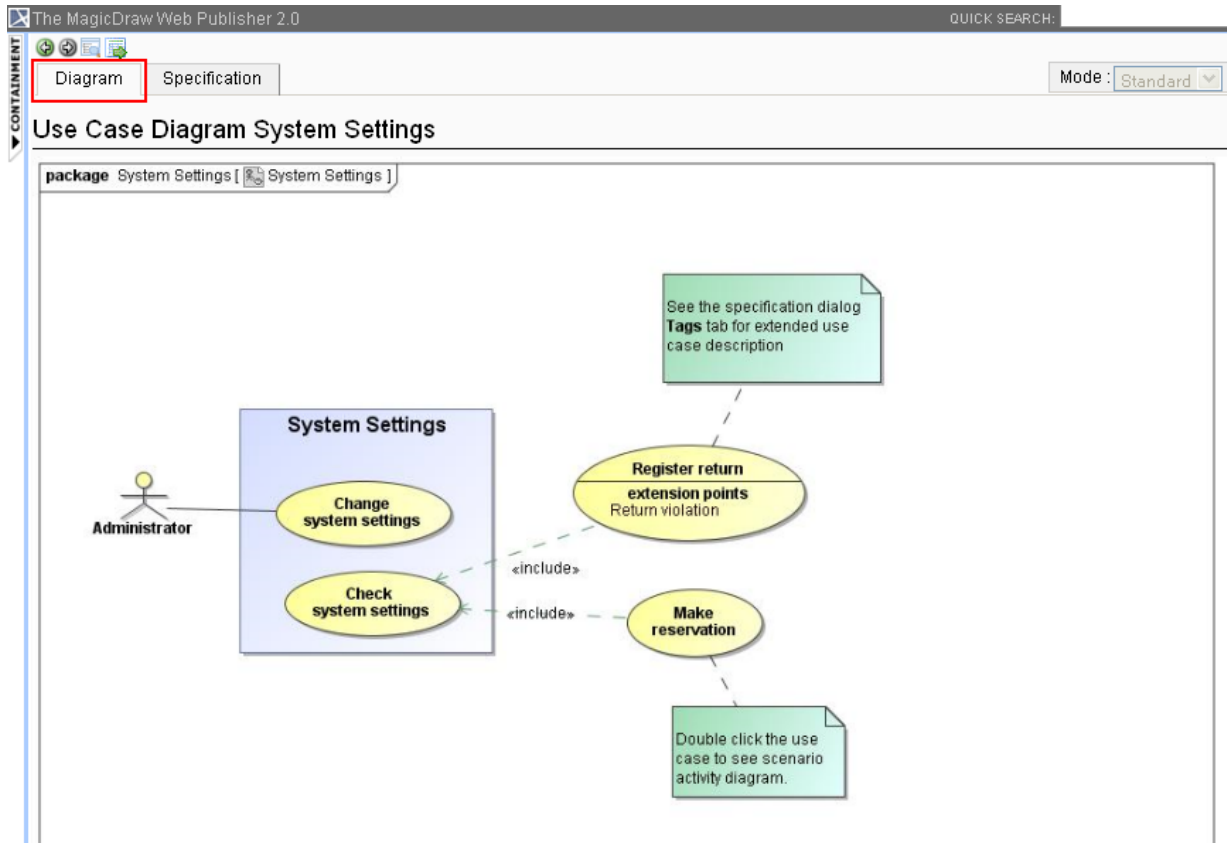 The MagicDraw Web Publisher 2.0
QUICK SEARCH:
CONTAINMENT
Diagram
Specification
Mode :
Standard
Use Case Diagram System Settings
package System Settings [ System Settings ]
See the specification dialog
Tags tab for extended use
case description
System Settings
Register return
extension points
Return violation
Change
system settings
Administrator
«include»
Check
system settings
«include»
Make
reservation
Double click the use
case to see scenario
activity diagram.